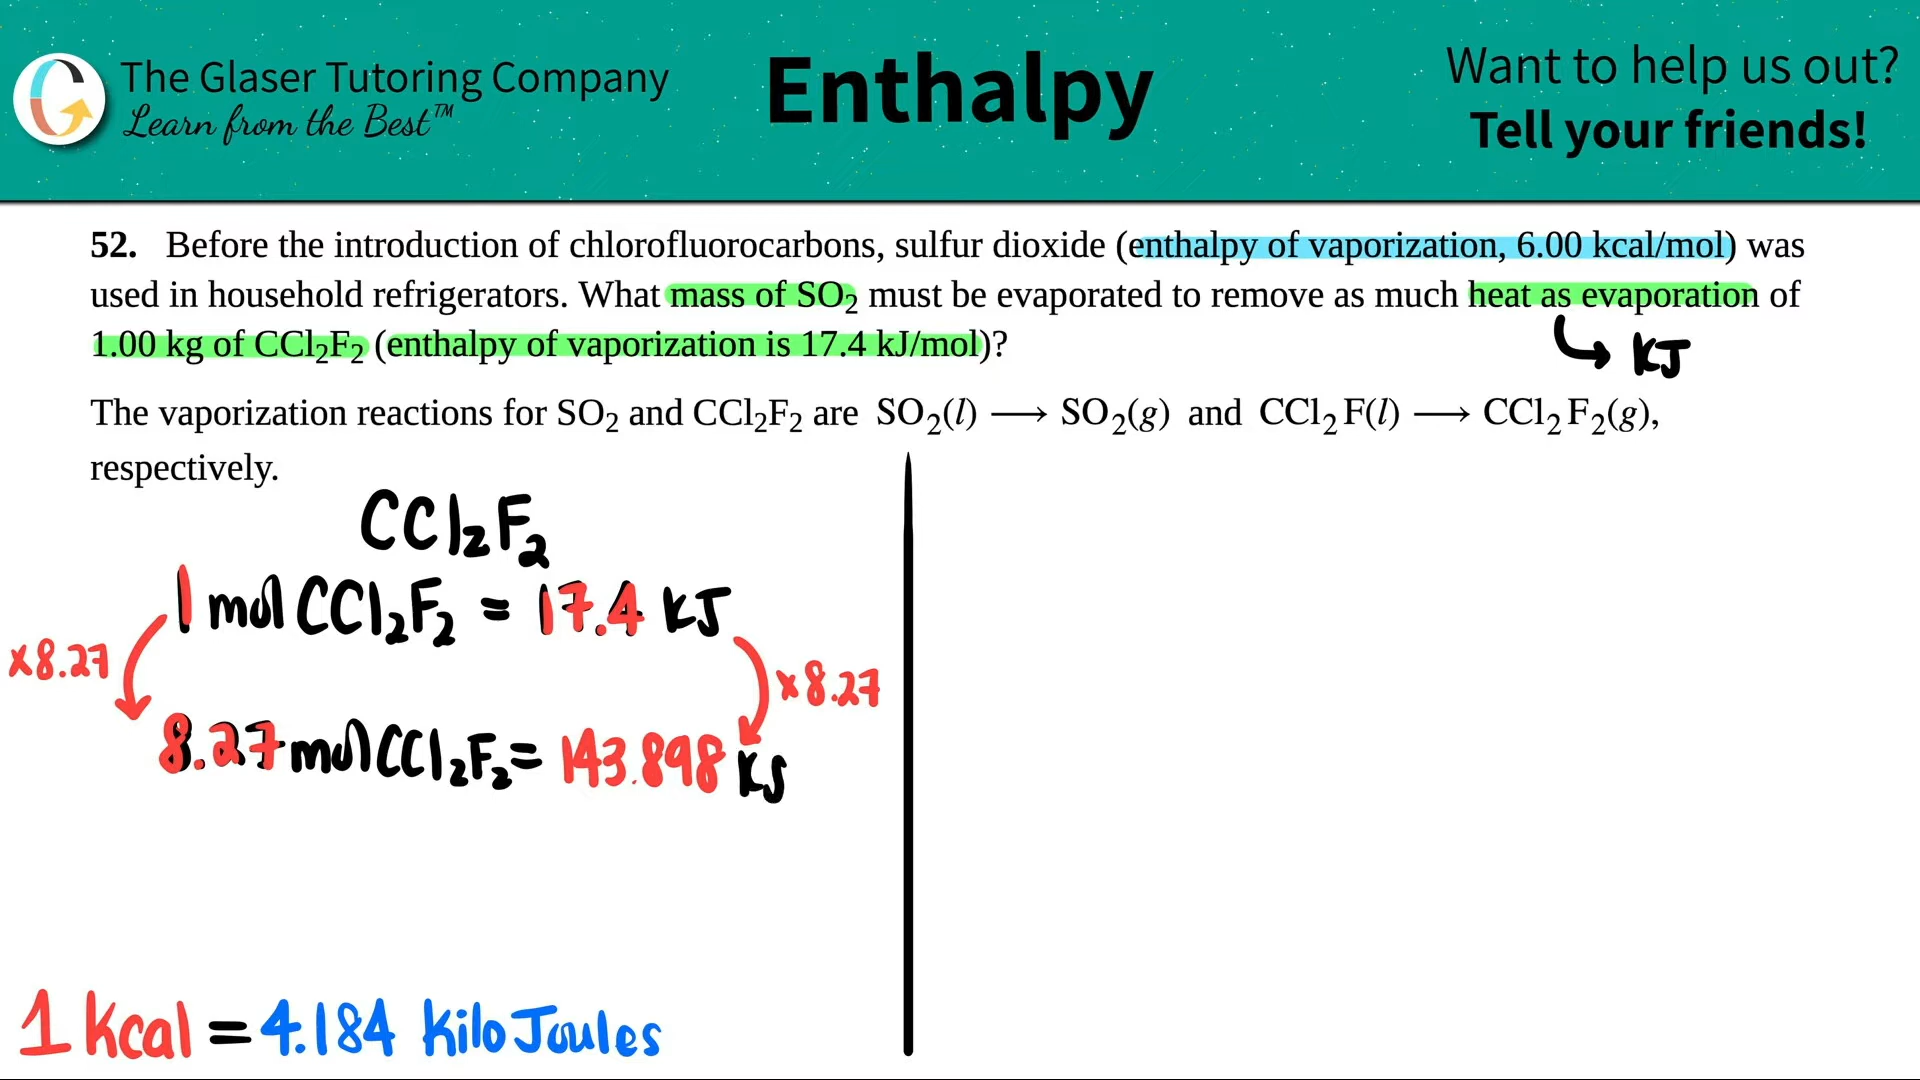 The Glaser Tutoring Company
Learn from the Best™
Enthalpy
Want to help us out?
Tell your friends!
52. Before the introduction of chlorofluorocarbons, sulfur dioxide (enthalpy of vaporization, 6.00 kcal/mol) was
used in household refrigerators. What mass of SO₂ must be evaporated to remove as much heat as evaporation of
1.00 kg of CCl₂F₂ (enthalpy of vaporization is 17.4 kJ/mol)?
KJ
The vaporization reactions for SO₂ and CCl₂F₂ are SO₂(l) ⟶ SO₂(g) and CCl₂F(l) ⟶ CCl₂F₂(g),
respectively.
CCl₂F₂
1 mol CCl₂F₂ = 17.4 KJ
×8.27
×8.27
8.27 mol CCl₂F₂ = 143.898 KJ
1 Kcal = 4.184 KiloJoules